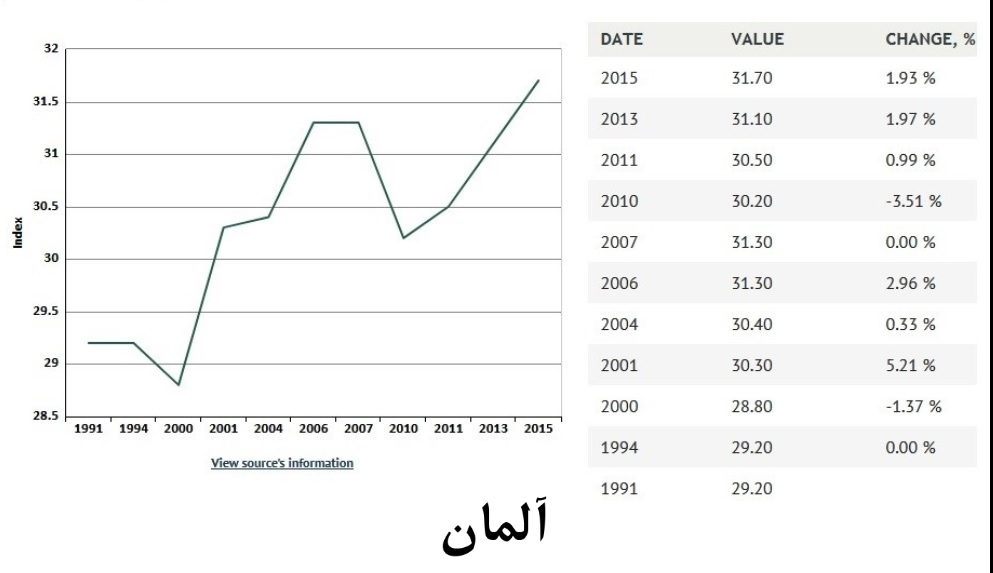 32
31.5
31
30.5
30
29.5
29
28.5
Index
1991 1994 2000 2001 2004 2006 2007 2010 2011 2013 2015
View source's information
DATE VALUE CHANGE, %
2015 31.70 1.93 %
2013 31.10 1.97 %
2011 30.50 0.99 %
2010 30.20 -3.51 %
2007 31.30 0.00 %
2006 31.30 2.96 %
2004 30.40 0.33 %
2001 30.30 5.21 %
2000 28.80 -1.37 %
1994 29.20 0.00 %
1991 29.20
آلمان